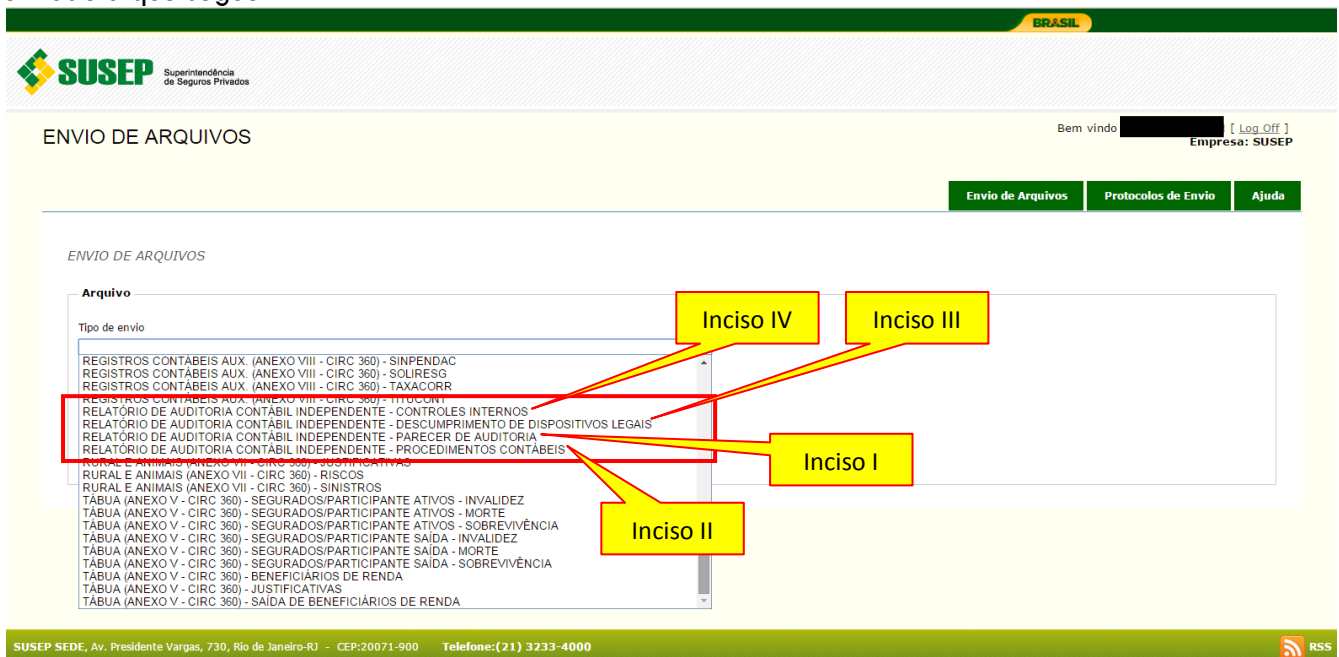 BRASIL
SUSEP Superintendência
de Seguros Privados
ENVIO DE ARQUIVOS
Bem vindo ! [ Log Off ]
Empresa: SUSEP
Envio de Arquivos Protocolos de Envio Ajuda
ENVIO DE ARQUIVOS
Arquivo
Tipo de envio
Inciso IV
Inciso III
REGISTROS CONTÁBEIS AUX. (ANEXO VIII - CIRC 360) - SINPENDAC
REGISTROS CONTÁBEIS AUX. (ANEXO VIII - CIRC 360) - SOLIRESG
REGISTROS CONTÁBEIS AUX. (ANEXO VIII - CIRC 360) - TAXACORR
REGISTROS CONTÁBEIS AUX. (ANEXO VIII - CIRC 360) - TITUCONT
RELATÓRIO DE AUDITORIA CONTÁBIL INDEPENDENTE - CONTROLES INTERNOS
RELATÓRIO DE AUDITORIA CONTÁBIL INDEPENDENTE - DESCUMPRIMENTO DE DISPOSITIVOS LEGAIS
RELATÓRIO DE AUDITORIA CONTÁBIL INDEPENDENTE - PARECER DE AUDITORIA
RELATÓRIO DE AUDITORIA CONTÁBIL INDEPENDENTE - PROCEDIMENTOS CONTÁBEIS
Inciso I
RURAL E ANIMAIS (ANEXO VII - CIRC 360) - JUSTIFICATIVAS
RURAL E ANIMAIS (ANEXO VII - CIRC 360) - RISCOS
RURAL E ANIMAIS (ANEXO VII - CIRC 360) - SINISTROS
TÁBUA (ANEXO V - CIRC 360) - SEGURADOS/PARTICIPANTE ATIVOS - INVALIDEZ
TÁBUA (ANEXO V - CIRC 360) - SEGURADOS/PARTICIPANTE ATIVOS - MORTE
TÁBUA (ANEXO V - CIRC 360) - SEGURADOS/PARTICIPANTE ATIVOS - SOBREVIVÊNCIA
Inciso II
TÁBUA (ANEXO V - CIRC 360) - SEGURADOS/PARTICIPANTE SAÍDA - INVALIDEZ
TÁBUA (ANEXO V - CIRC 360) - SEGURADOS/PARTICIPANTE SAÍDA - MORTE
TÁBUA (ANEXO V - CIRC 360) - SEGURADOS/PARTICIPANTE SAÍDA - SOBREVIVÊNCIA
TÁBUA (ANEXO V - CIRC 360) - BENEFICIÁRIOS DE RENDA
TÁBUA (ANEXO V - CIRC 360) - JUSTIFICATIVAS
TÁBUA (ANEXO V - CIRC 360) - SAÍDA DE BENEFICIÁRIOS DE RENDA
SUSEP SEDE, Av. Presidente Vargas, 730, Rio de Janeiro-RJ - CEP:20071-900 Telefone:(21) 3233-4000
RSS